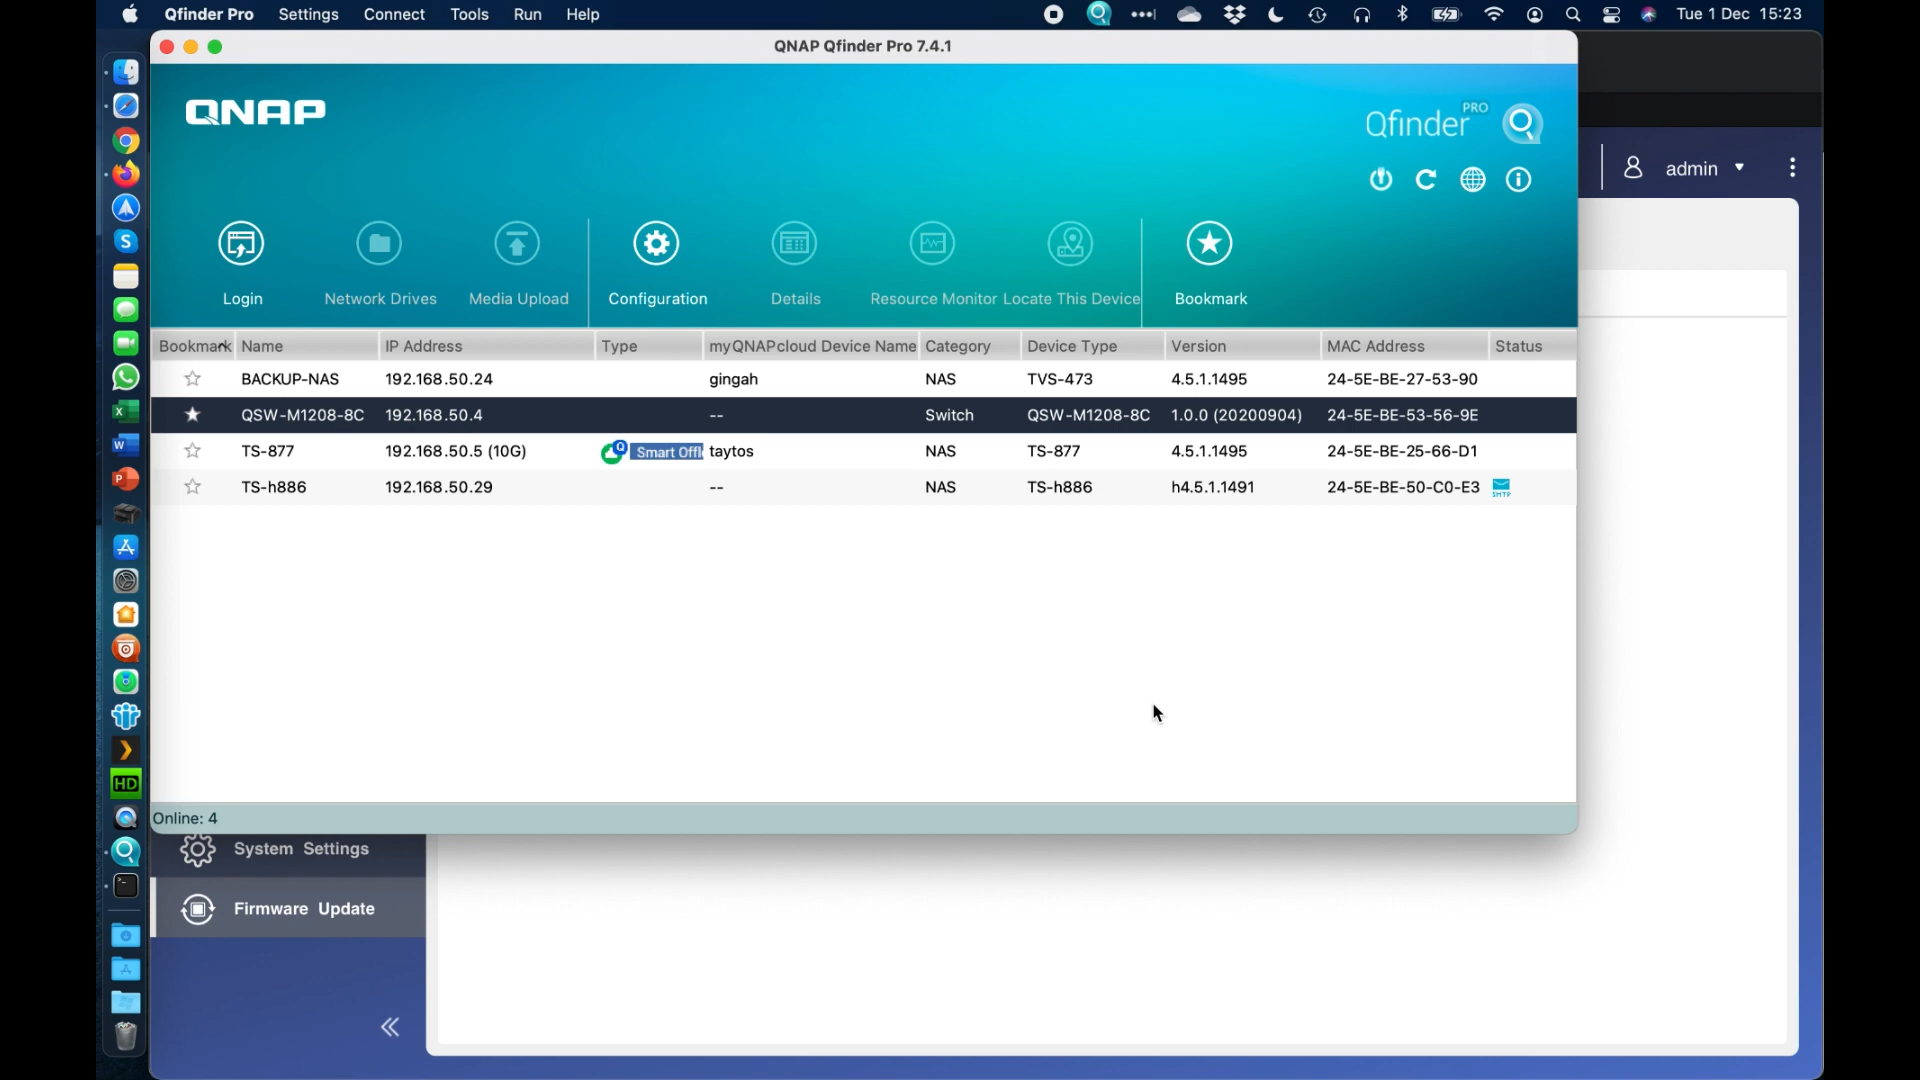 Qfinder Pro Settings Connect Tools Run Help Tue 1 Dec 15:23
QNAP Qfinder Pro 7.4.1
QNAP
Qfinder PRO
admin
Login Network Drives Media Upload Configuration Details Resource Monitor Locate This Device Bookmark
Bookmark Name IP Address Type myQNAPcloud Device Name Category Device Type Version MAC Address Status
BACKUP-NAS 192.168.50.24 gingah NAS TVS-473 4.5.1.1495 24-5E-BE-27-53-90
QSW-M1208-8C 192.168.50.4 -- Switch QSW-M1208-8C 1.0.0 (20200904) 24-5E-BE-53-56-9E
TS-877 192.168.50.5 (10G) Smart Offi taytos NAS TS-877 4.5.1.1495 24-5E-BE-25-66-D1
TS-h886 192.168.50.29 -- NAS TS-h886 h4.5.1.1491 24-5E-BE-50-C0-E3 SMTP
HD
Online: 4
System Settings
Firmware Update